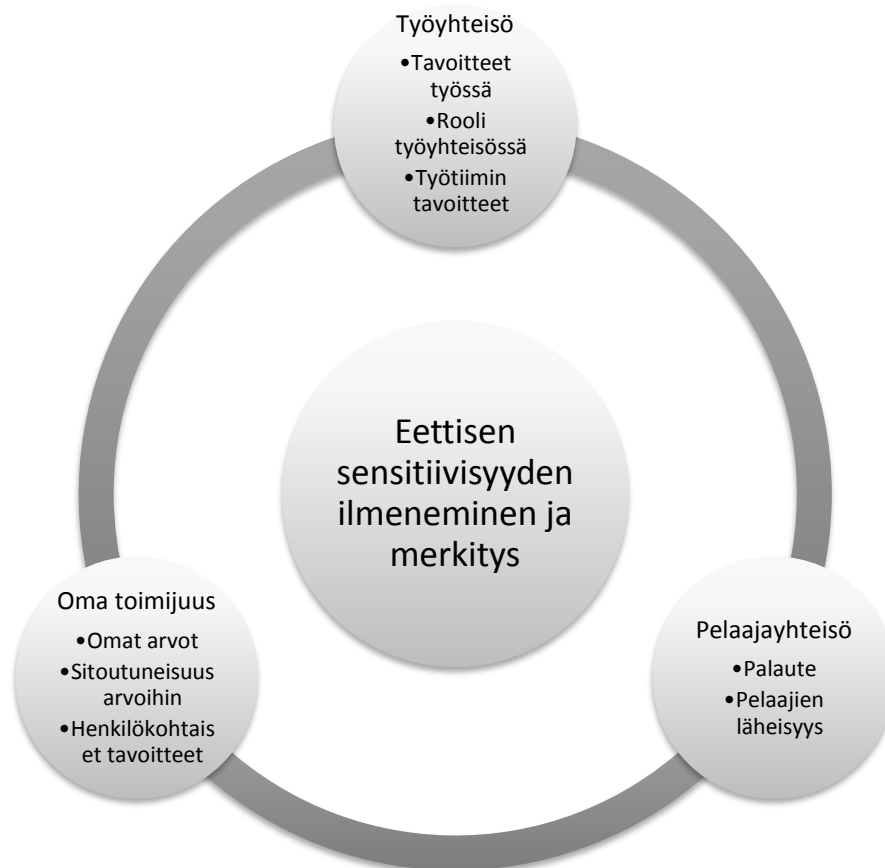 Työyhteisö
•Tavoitteet
työssä
•Rooli
työyhteisössä
•Työtiimin
tavoitteet
Eettisen
sensitiivisyyden
ilmeneminen ja
merkitys
Oma toimijuus
•Omat arvot
•Sitoutuneisuus
arvoihin
•Henkilökohtais
et tavoitteet
Pelaajayhteisö
•Palaute
•Pelaajien
läheisyys